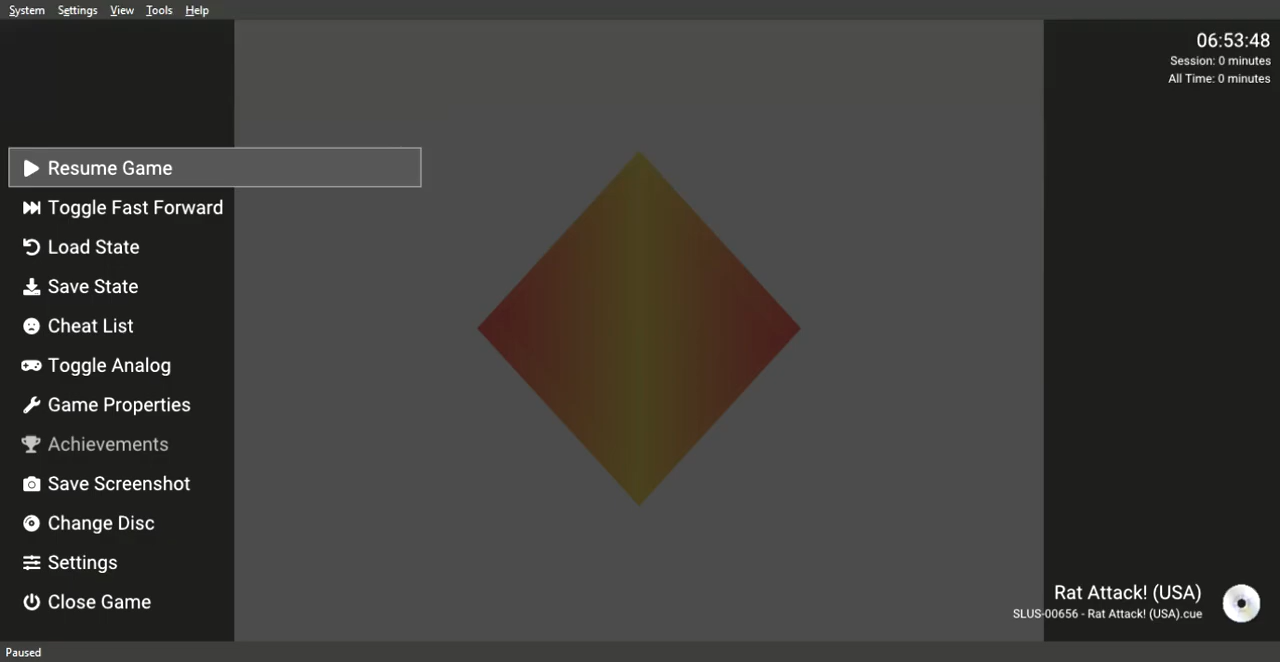 System Settings View Tools Help
06:53:48
Session: 0 minutes
All Time: 0 minutes
Resume Game
Toggle Fast Forward
Load State
Save State
Cheat List
Toggle Analog
Game Properties
Achievements
Save Screenshot
Change Disc
Settings
Close Game
Rat Attack! (USA)
SLUS-00656 - Rat Attack! (USA).cue
Paused